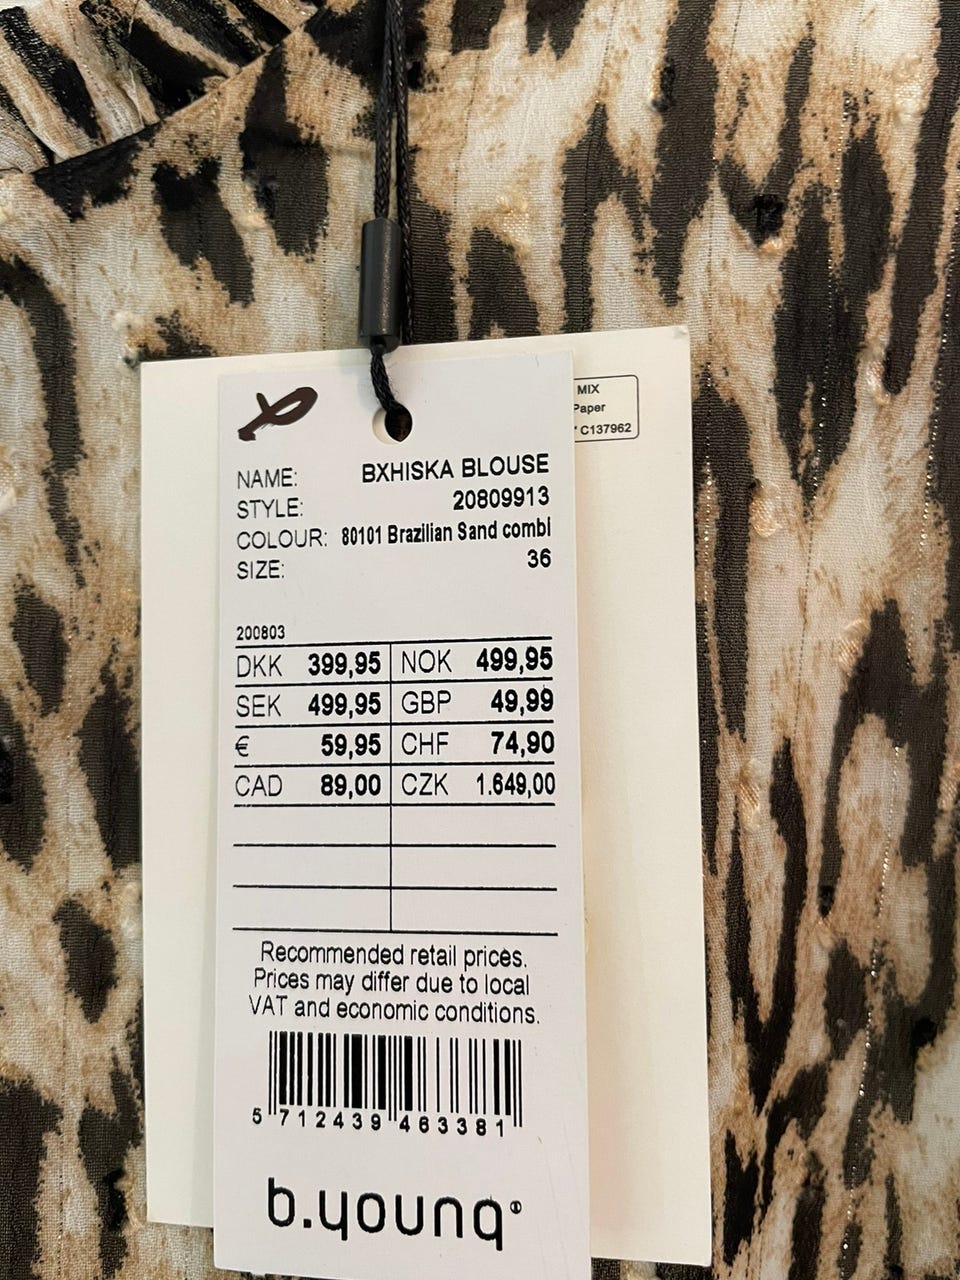 MIX
Paper
C137962
NAME: BXHISKA BLOUSE
STYLE: 20809913
COLOUR: 80101 Brazilian Sand combi
SIZE: 36
200803
DKK 399,95 NOK 499,95
SEK 499,95 GBP 49,99
€ 59,95 CHF 74,90
CAD 89,00 CZK 1.649,00
Recommended retail prices.
Prices may differ due to local
VAT and economic conditions.
5 712439 463381
b.young®